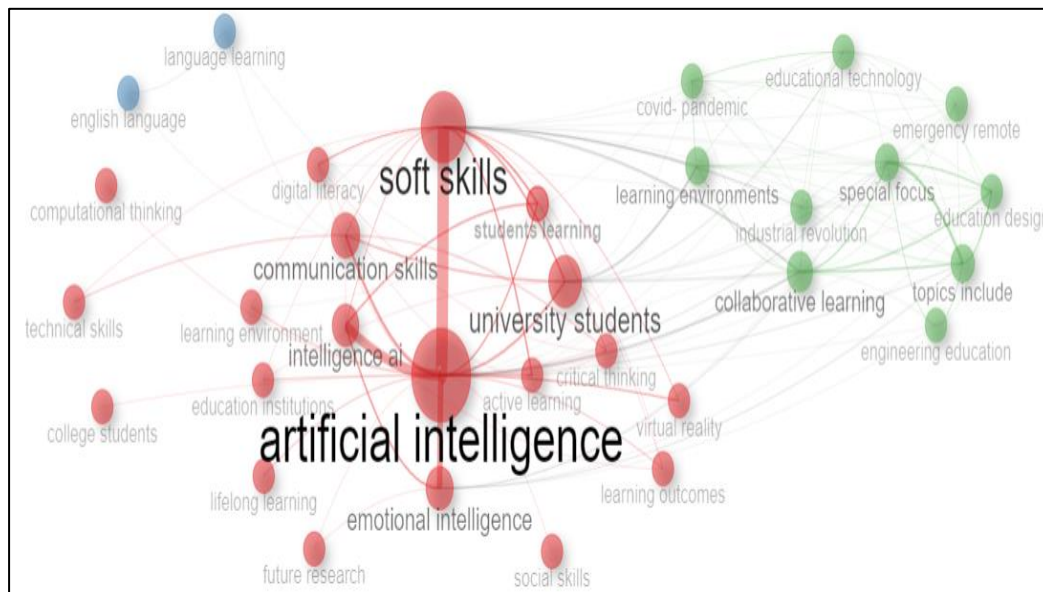 language learning
english language
covid- pandemic
educational technology
emergency remote
computational thinking
digital literacy
soft skills
learning environments
special focus
education design
students learning
industrial revolution
communication skills
university students
collaborative learning
topics include
technical skills
learning environment
intelligence ai
critical thinking
engineering education
college students
education institutions
active learning
virtual reality
artificial intelligence
lifelong learning
emotional intelligence
learning outcomes
future research
social skills